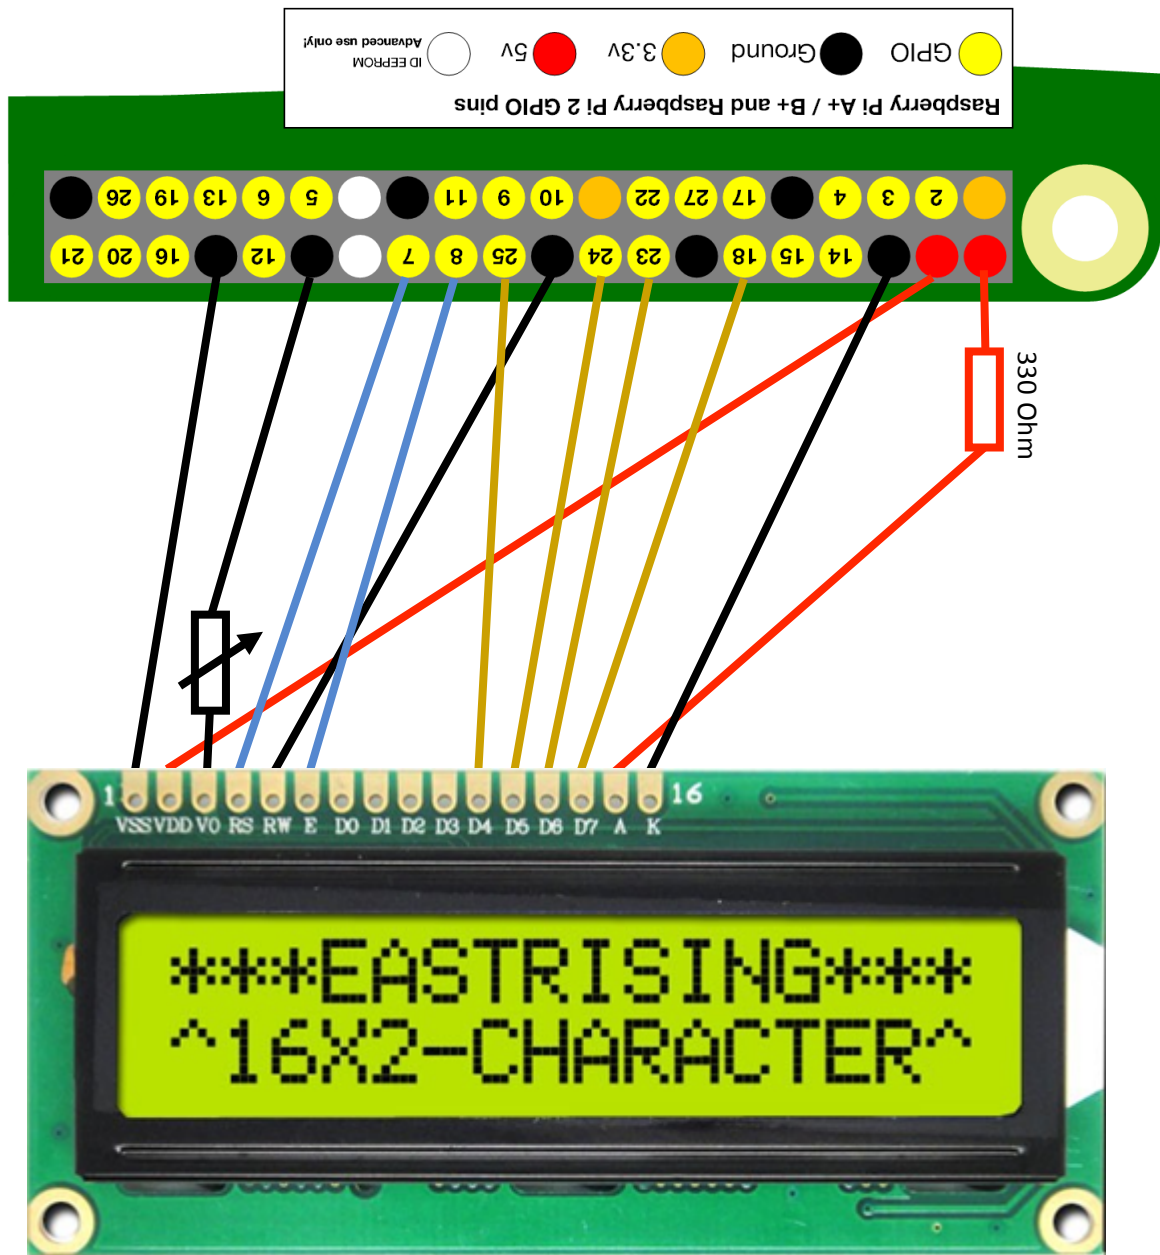 Raspberry Pi A+ / B+ and Raspberry Pi 2 GPIO pins
GPIO Ground 3.3v 5v ID EEPROM
Advanced use only!
2 3 4 17 27 22 10 9 11 5 6 13 19 26
14 15 18 23 24 25 8 7 12 16 20 21
330 Ohm
1 16
VSS VDD V0 RS RW E D0 D1 D2 D3 D4 D5 D6 D7 A K
***EASTRISING***
^16X2-CHARACTER^